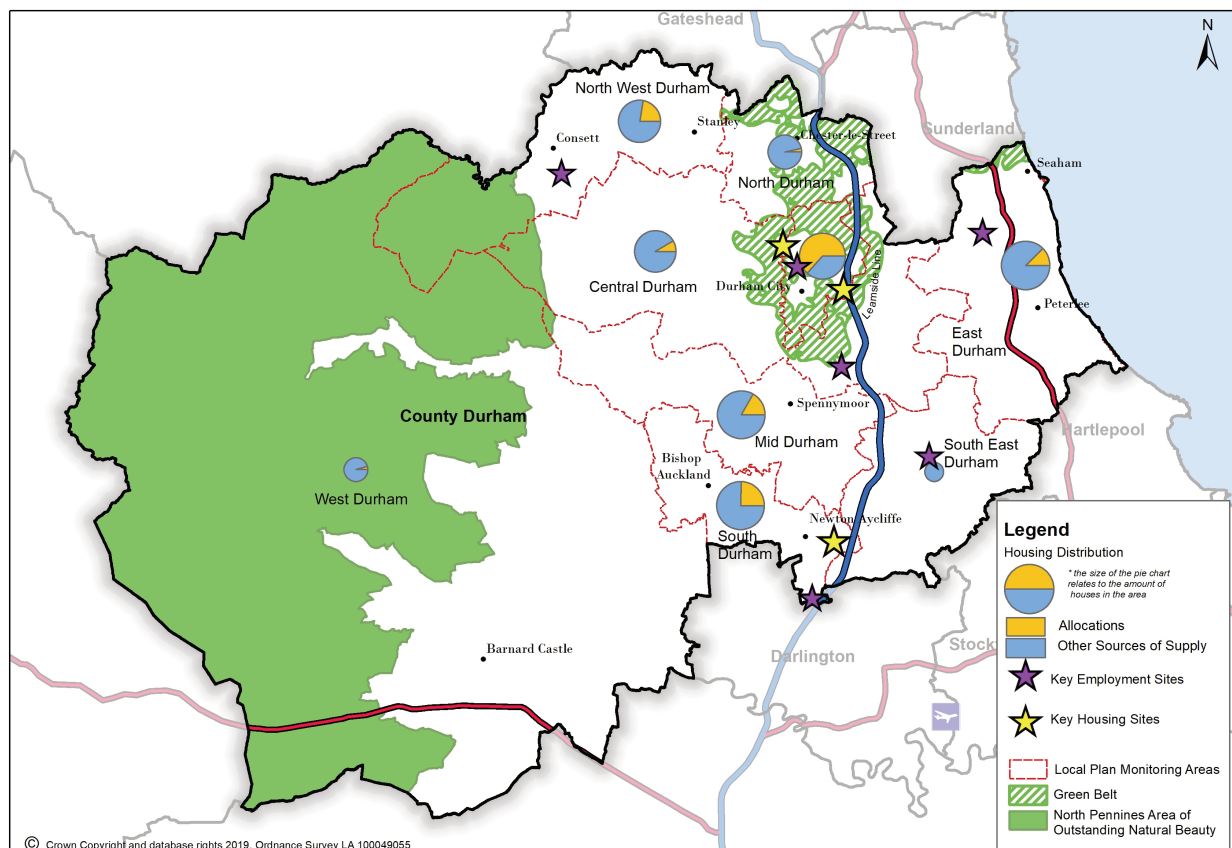 Gateshead
N
North West Durham
Stanley
Consett
Chester-le-Street
Sunderland
North Durham
Seaham
Central Durham
Durham City
Leamside Line
Peterlee
East
Durham
County Durham
Spennymoor
Mid Durham
Hartlepool
South East
Durham
Bishop
Auckland
West Durham
Newton Aycliffe
South
Durham
Barnard Castle
Darlington
Stock
Legend
Housing Distribution
* the size of the pie chart
relates to the amount of
houses in the area
Allocations
Other Sources of Supply
Key Employment Sites
Key Housing Sites
Local Plan Monitoring Areas
Green Belt
North Pennines Area of
Outstanding Natural Beauty
© Crown Copyright and database rights 2019. Ordnance Survey LA 100049055